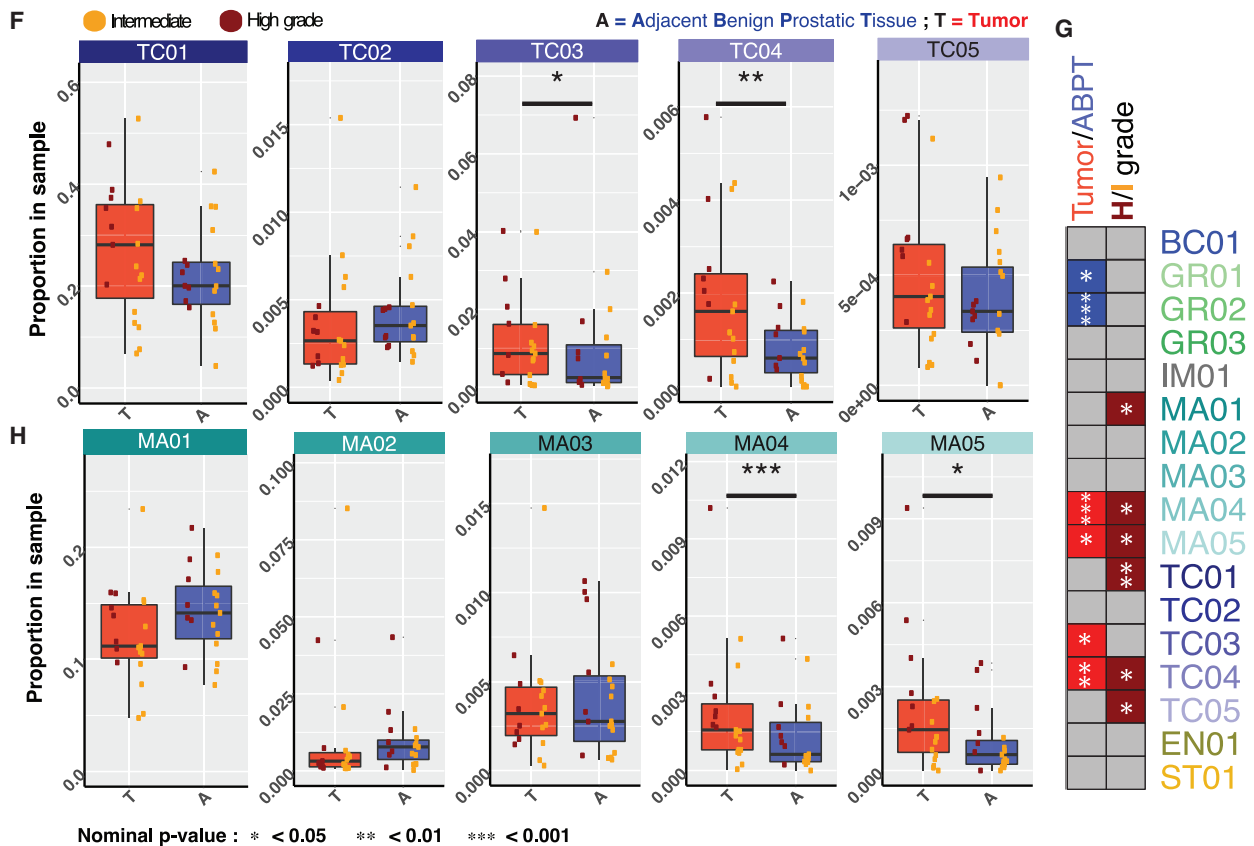 F
Intermediate High grade
A = Adjacent Benign Prostatic Tissue ; T = Tumor
G
TC01 TC02 TC03 TC04 TC05
Proportion in sample
0.6
0.4
0.2
0.0
T A
0.015
0.010
0.005
0.000
T A
*
0.08
0.06
0.04
0.02
0.00
T A
**
0.006
0.004
0.002
0.000
T A
1e−03
5e−04
0e+00
T A
H
MA01 MA02 MA03 MA04 MA05
Proportion in sample
0.2
0.1
0.0
T A
0.100
0.075
0.050
0.025
0.000
T A
0.015
0.010
0.005
0.000
T A
***
0.012
0.009
0.006
0.003
0.000
T A
*
0.009
0.006
0.003
0.000
T A
Tumor/ABPT
H/I grade
BC01
* GR01
*** GR02
GR03
IM01
* MA01
MA02
MA03
*** * MA04
* * MA05
** TC01
TC02
* TC03
** * TC04
* TC05
EN01
ST01
Nominal p-value : * < 0.05 ** < 0.01 *** < 0.001